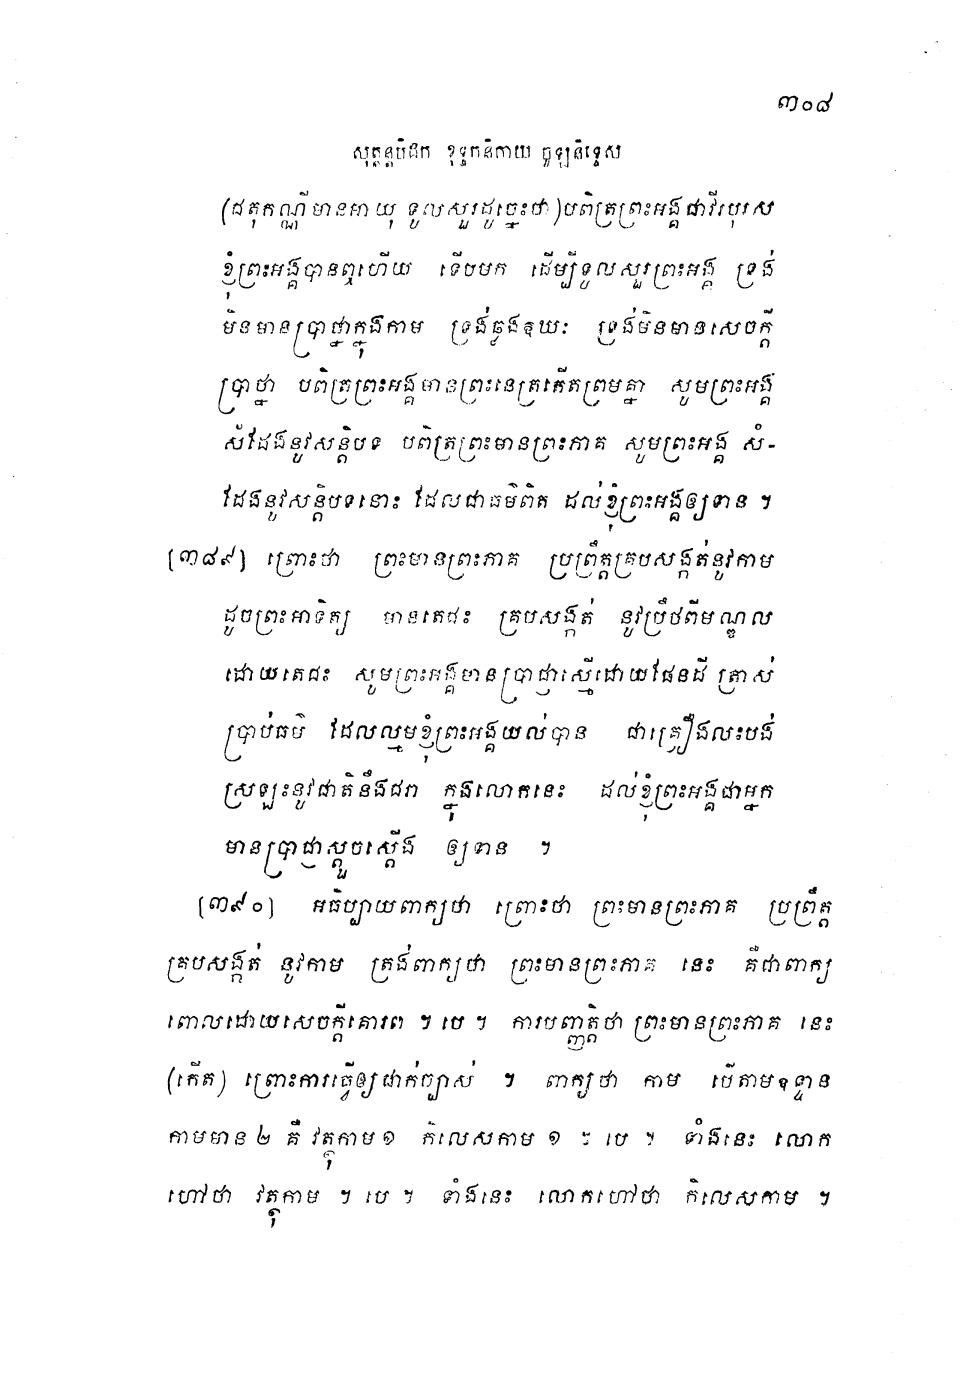 ៣០៨
សុត្តន្តបិដក ខុទ្ទកនិកាយ ចូឡនិទ្ទេស
(ជតុកណ្ណីមានអាយុ ទូលសួរដូច្នេះថា) បពិត្រព្រះអង្គជាវីរបុរស
ខ្ញុំព្រះអង្គបានឮហើយ ទើបមក ដើម្បីទូលសួរព្រះអង្គ ទ្រង់
មិនមានប្រាថ្នាក្នុងកាម ទ្រង់ឆ្លងឱឃៈ ទ្រង់មិនមានសេចក្តី
ប្រាថ្នា បពិត្រព្រះអង្គមានព្រះនេត្រកើតព្រមគ្នា សូមព្រះអង្គ
សំដែងនូវសន្តិបទ បពិត្រព្រះមានព្រះភាគ សូមព្រះអង្គ សំ-
ដែងនូវសន្តិបទនោះ ដែលជាធម៌ពិត ដល់ខ្ញុំព្រះអង្គឲ្យទាន ។
[៣៨៩] ព្រោះថា ព្រះមានព្រះភាគ ប្រព្រឹត្តគ្របសង្កត់នូវកាម
ដូចព្រះអាទិត្យ មានតេជះ គ្របសង្កត់ នូវប្រឹថពីមណ្ឌល
ដោយតេជះ សូមព្រះអង្គមានប្រាជ្ញាស្មើដោយផែនដី ត្រាស់
ប្រាប់ធម៌ ដែលល្មមខ្ញុំព្រះអង្គយល់បាន ជាគ្រឿងលះបង់
ស្រឡះនូវជាតិនឹងជរា ក្នុងលោកនេះ ដល់ខ្ញុំព្រះអង្គជាអ្នក
មានប្រាជ្ញាស្តួចស្តើង ឲ្យទាន ។
[៣៩០] អធិប្បាយពាក្យថា ព្រោះថា ព្រះមានព្រះភាគ ប្រព្រឹត្ត
គ្របសង្កត់ នូវកាម ត្រង់ពាក្យថា ព្រះមានព្រះភាគ នេះ គឺជាពាក្យ
ពោលដោយសេចក្តីគោរព ។ បេ ។ ការបញ្ញត្តិថា ព្រះមានព្រះភាគ នេះ
(កើត) ព្រោះការធ្វើឲ្យជាក់ច្បាស់ ។ ពាក្យថា កាម បើតាមឧទ្ទាន
កាមមាន ២ គឺ វត្ថុកាម ១ កិលេសកាម ១ ។ បេ ។ ទាំងនេះ លោក
ហៅថា វត្ថុកាម ។ បេ ។ ទាំងនេះ លោកហៅថា កិលេសកាម ។